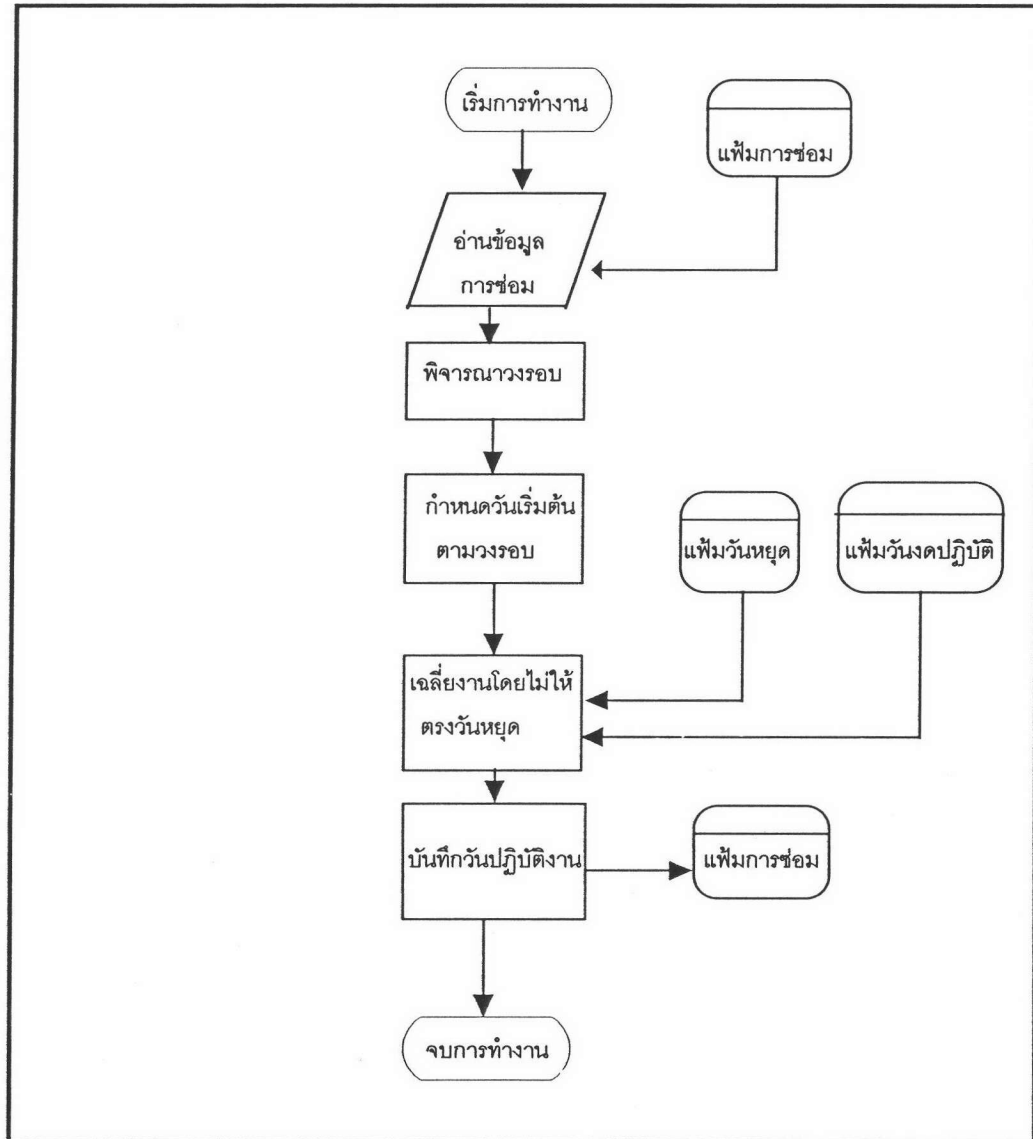 เริ่มการทำงาน
แฟ้มการซ่อม
อ่านข้อมูล
การซ่อม
พิจารณาวงรอบ
กำหนดวันเริ่มต้น
ตามวงรอบ
แฟ้มวันหยุด
แฟ้มวันงดปฏิบัติ
เฉลี่ยงานโดยไม่ให้
ตรงวันหยุด
บันทึกวันปฏิบัติงาน
แฟ้มการซ่อม
จบการทำงาน